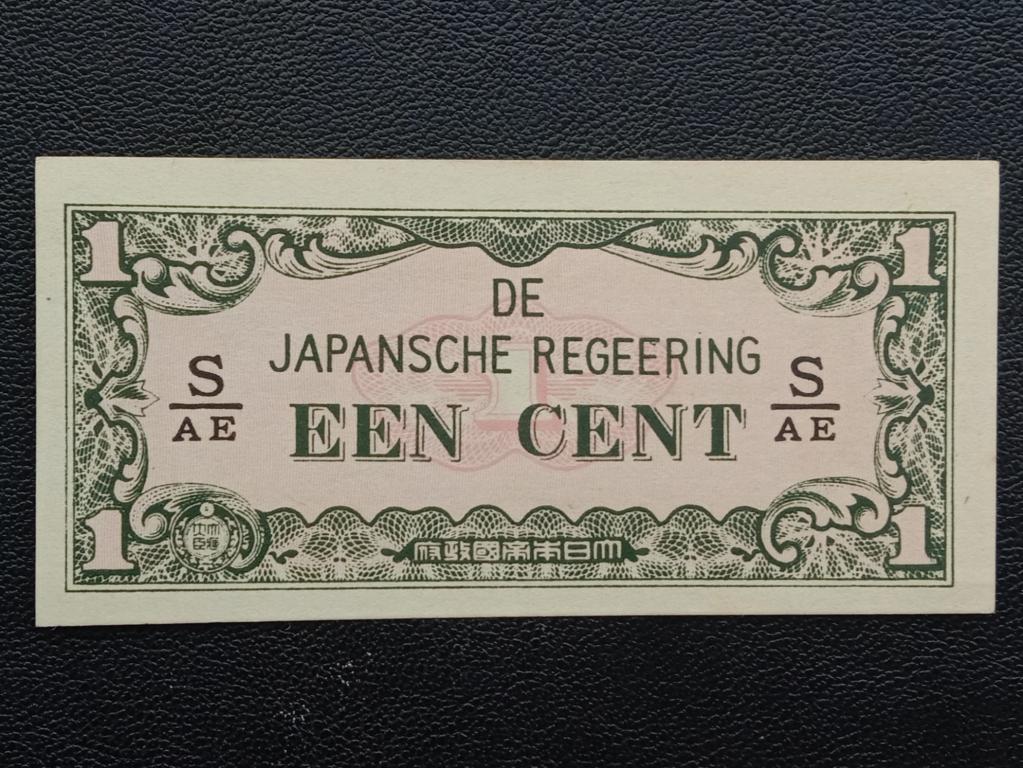 1 1
DE
JAPANSCHE REGEERING
S S
AE AE
EEN CENT
1 1
府政國帝本日大